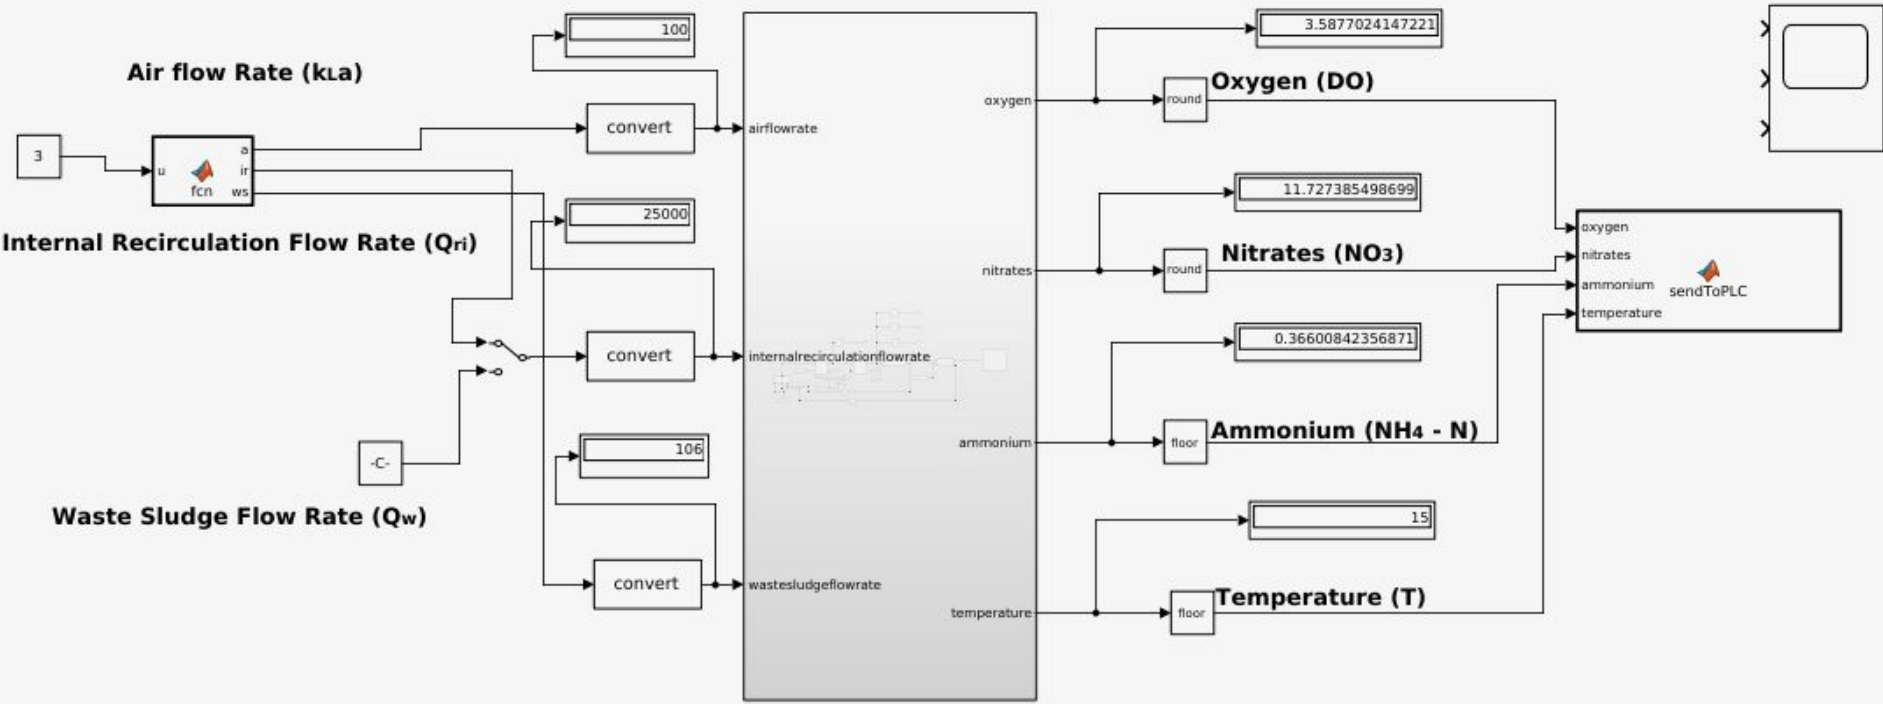 100
3.5877024147221
Air flow Rate (kLa)
Oxygen (DO)
convert
airflowrate
oxygen
round
3
u
fcn
a
ir
ws
11.727385498699
25000
Internal Recirculation Flow Rate (Qri)
Nitrates (NO3)
nitrates
round
oxygen
nitrates
ammonium
temperature
sendToPLC
0.36600842356871
convert
internalrecirculationflowrate
106
Ammonium (NH4 - N)
ammonium
floor
-C-
Waste Sludge Flow Rate (Qw)
15
convert
wastesludgeflowrate
Temperature (T)
temperature
floor